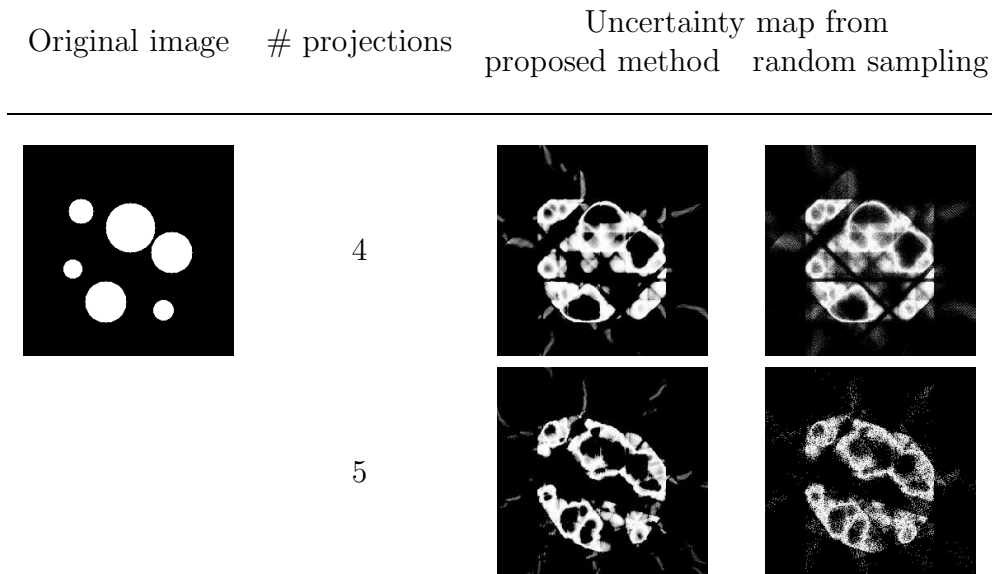 Original image # projections Uncertainty map from
proposed method random sampling
4
5